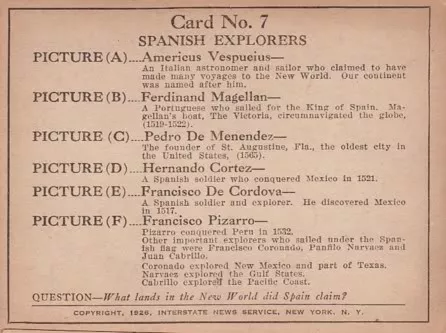 Card No. 7
SPANISH EXPLORERS
PICTURE (A)....Americus Vespucius—
An Italian astronomer and sailor who claimed to have
made many voyages to the New World. Our continent
was named after him.
PICTURE (B)....Ferdinand Magellan—
A Portuguese who sailed for the King of Spain. Ma-
gellan's boat, The Victoria, circumnavigated the globe,
(1519-1522).
PICTURE (C)....Pedro De Menendez—
The founder of St. Augustine, Fla., the oldest city in
the United States, (1565).
PICTURE (D)....Hernando Cortez—
A Spanish soldier who conquered Mexico in 1521.
PICTURE (E)....Francisco De Cordova—
A Spanish soldier and explorer. He discovered Mexico
in 1517.
PICTURE (F)....Francisco Pizarro—
Pizarro conquered Peru in 1532.
Other important explorers who sailed under the Span-
ish flag were Francisco Coronado, Panfilo Narvaez and
Juan Cabrillo.
Coronado explored New Mexico and part of Texas.
Narvaez explored the Gulf States.
Cabrillo explored the Pacific Coast.
QUESTION—What lands in the New World did Spain claim?
COPYRIGHT, 1926, INTERSTATE NEWS SERVICE, NEW YORK, N. Y.